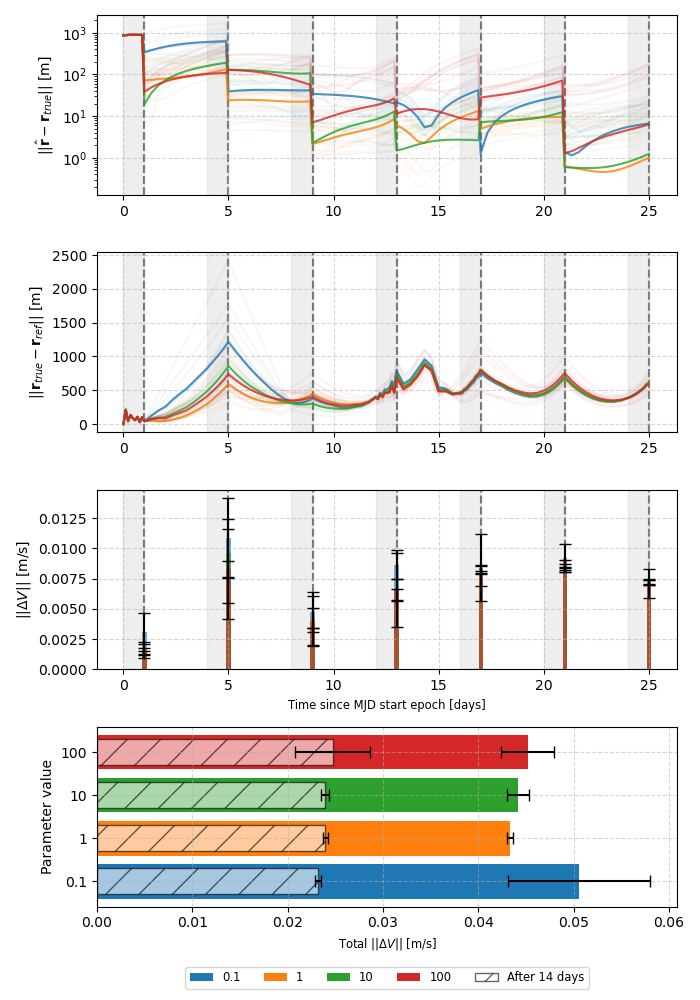 ||r̂ − r_true|| [m]
10³
10²
10¹
10⁰
0 5 10 15 20 25
||r_true − r_ref|| [m]
2500
2000
1500
1000
500
0
0 5 10 15 20 25
||ΔV|| [m/s]
0.0125
0.0100
0.0075
0.0050
0.0025
0.0000
0 5 10 15 20 25
Time since MJD start epoch [days]
Parameter value
100
10
1
0.1
0.00 0.01 0.02 0.03 0.04 0.05 0.06
Total ||ΔV|| [m/s]
0.1 1 10 100 After 14 days